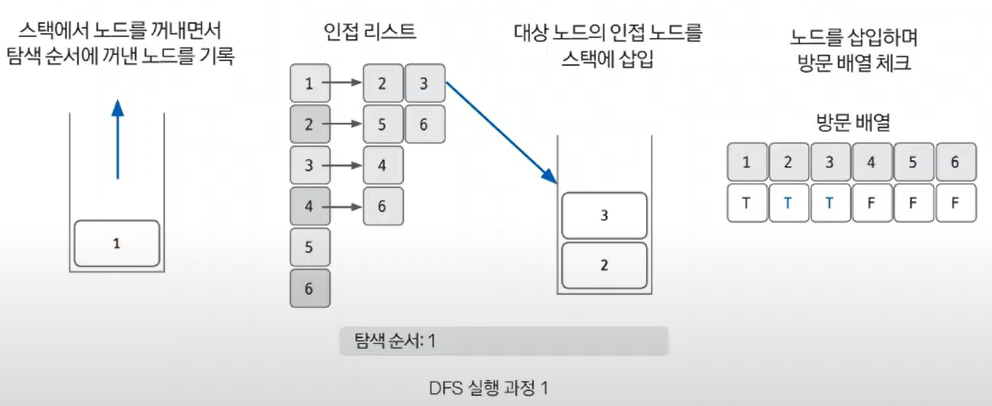 스택에서 노드를 꺼내면서
탐색 순서에 꺼낸 노드를 기록
1
인접 리스트
1 2 3
2 5 6
3 4
4 6
5
6
대상 노드의 인접 노드를
스택에 삽입
3
2
노드를 삽입하며
방문 배열 체크
방문 배열
1 2 3 4 5 6
T T T F F F
탐색 순서: 1
DFS 실행 과정 1